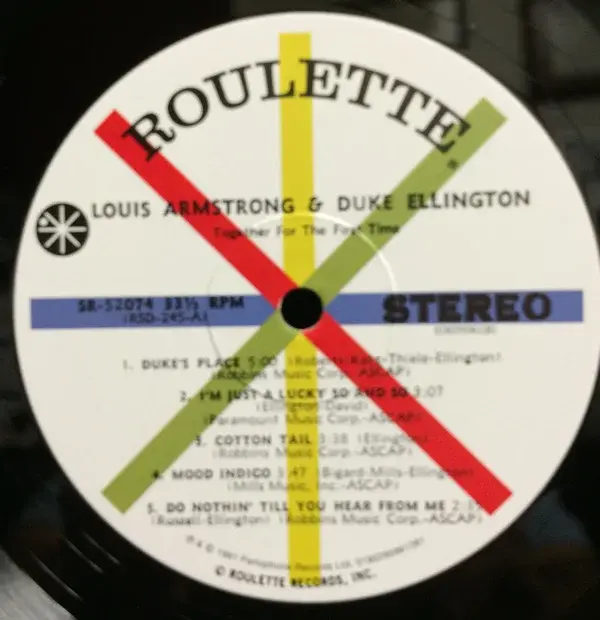 ROULETTE
LOUIS ARMSTRONG & DUKE ELLINGTON
Together For The First Time
SR-52074 33⅓ RPM
(RSD-245-A)
STEREO
1. DUKE'S PLACE 5:00 (Roberts-Katz-Thiele-Ellington)
(Robbins Music Corp. ASCAP)
2. I'M JUST A LUCKY SO AND SO 3:07
(Ellington-David)
(Paramount Music Corp.-ASCAP)
3. COTTON TAIL 3:38 (Ellington)
(Robbins Music Corp.-ASCAP)
4. MOOD INDIGO 3:47 (Bigard-Mills-Ellington)
(Mills Music, Inc.-ASCAP)
5. DO NOTHIN' TILL YOU HEAR FROM ME
(Russell-Ellington) (Robbins Music Corp.-ASCAP)
Parlophone Records Ltd.
© ROULETTE RECORDS, INC.